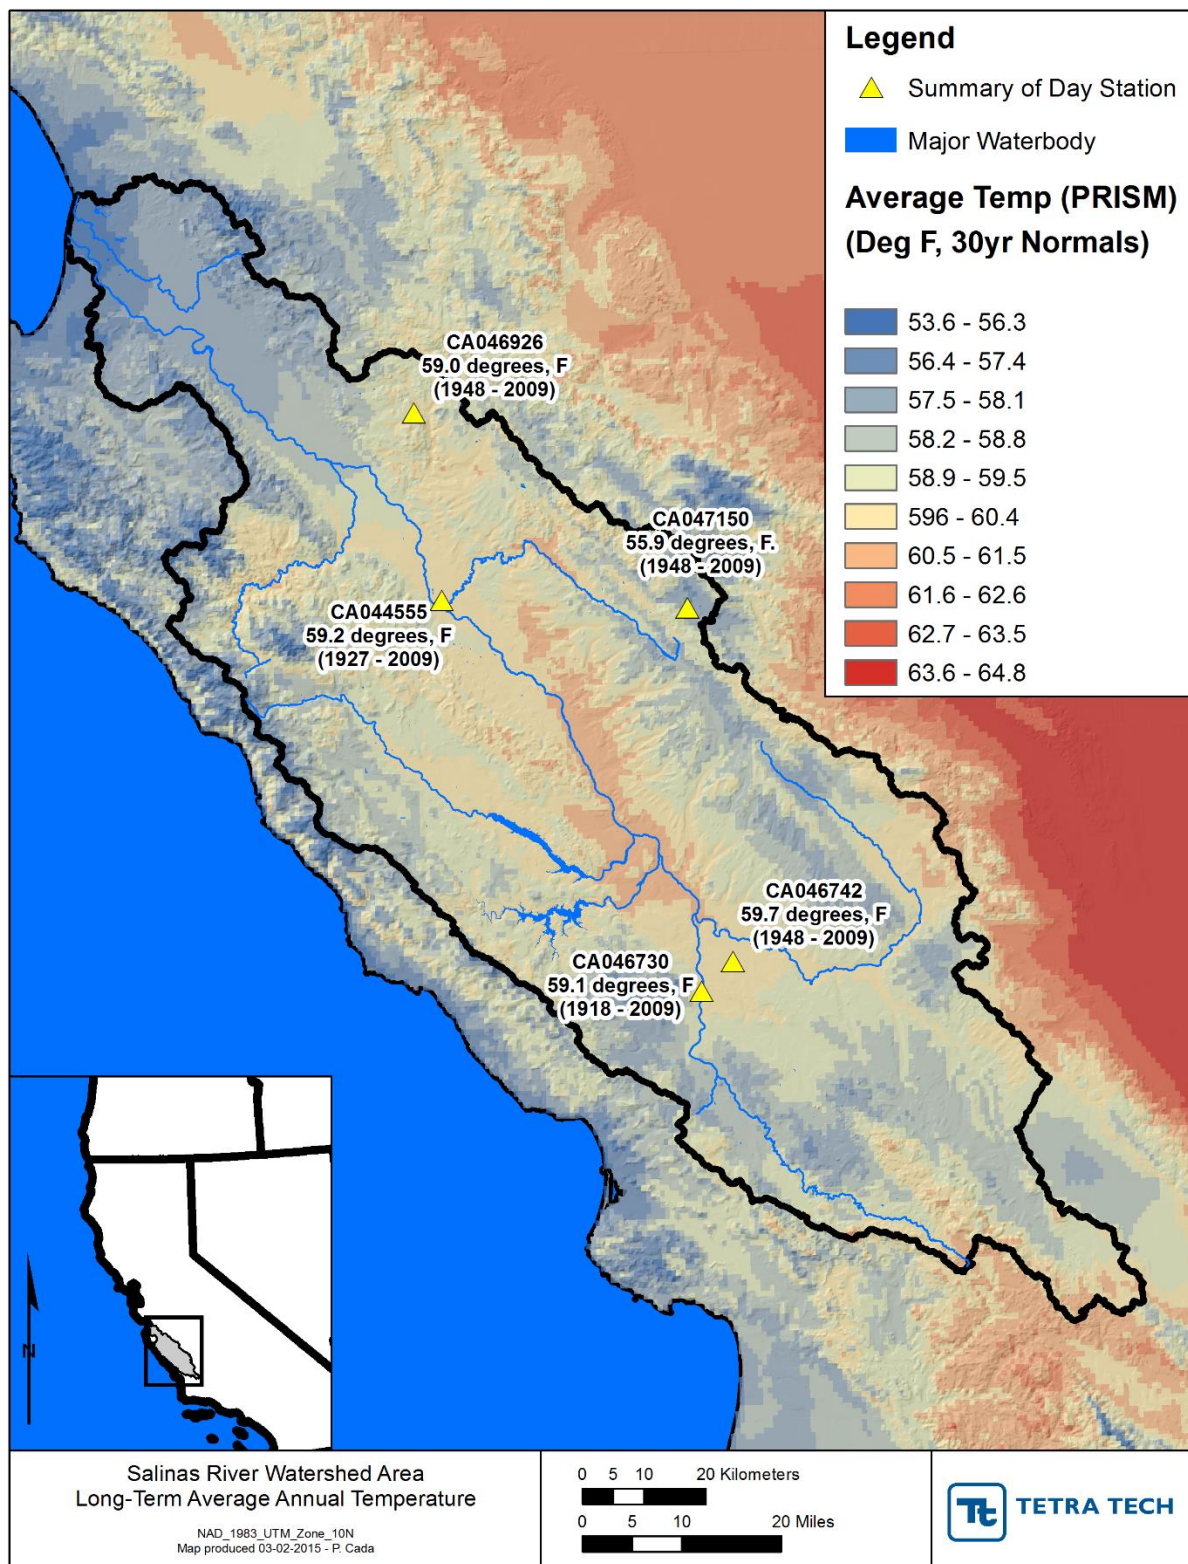 Legend
Summary of Day Station
Major Waterbody
Average Temp (PRISM)
(Deg F, 30yr Normals)
53.6 - 56.3
56.4 - 57.4
57.5 - 58.1
58.2 - 58.8
58.9 - 59.5
596 - 60.4
60.5 - 61.5
61.6 - 62.6
62.7 - 63.5
63.6 - 64.8
CA046926
59.0 degrees, F
(1948 - 2009)
CA047150
55.9 degrees, F.
(1948 - 2009)
CA044555
59.2 degrees, F
(1927 - 2009)
CA046742
59.7 degrees, F
(1948 - 2009)
CA046730
59.1 degrees, F
(1918 - 2009)
N
Salinas River Watershed Area
Long-Term Average Annual Temperature
NAD_1983_UTM_Zone_10N
Map produced 03-02-2015 - P. Cada
0 5 10 20 Kilometers
0 5 10 20 Miles
Tt TETRA TECH